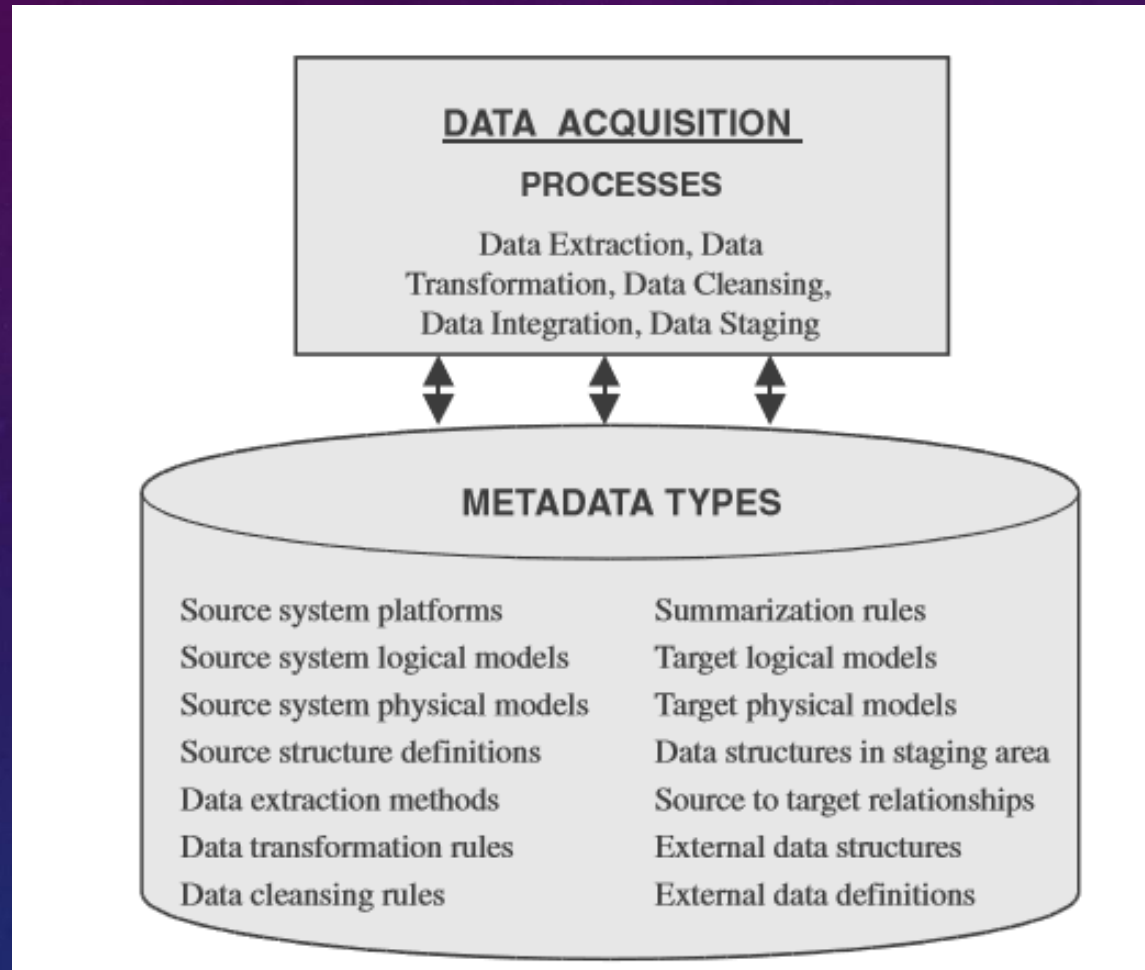 DATA ACQUISITION
PROCESSES
Data Extraction, Data
Transformation, Data Cleansing,
Data Integration, Data Staging
METADATA TYPES
Source system platforms
Source system logical models
Source system physical models
Source structure definitions
Data extraction methods
Data transformation rules
Data cleansing rules
Summarization rules
Target logical models
Target physical models
Data structures in staging area
Source to target relationships
External data structures
External data definitions